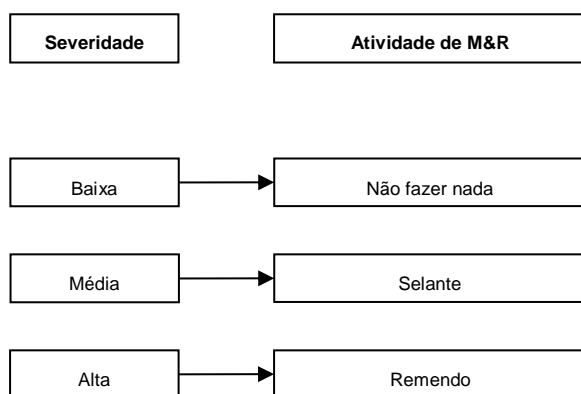 Severidade
Atividade de M&R
Baixa
Não fazer nada
Média
Selante
Alta
Remendo